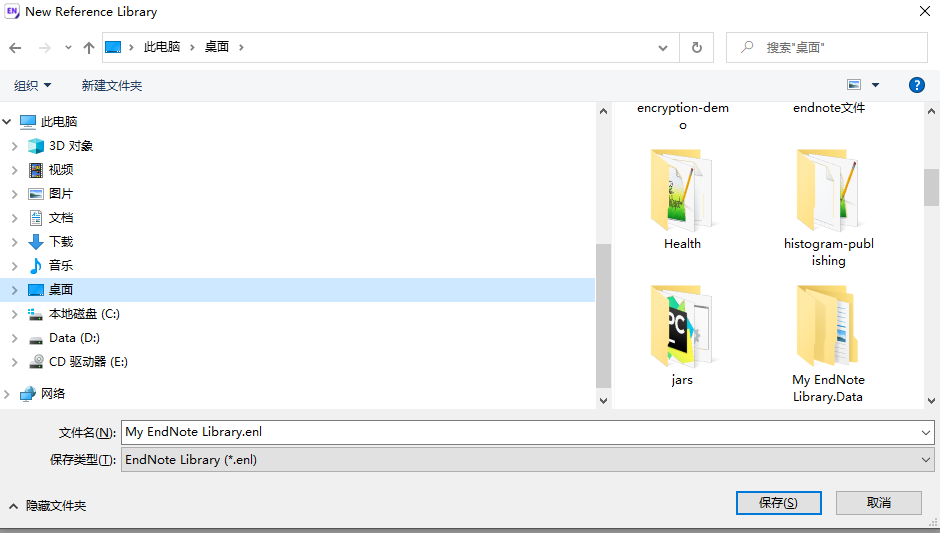 New Reference Library
此电脑 桌面
搜索"桌面"
组织
新建文件夹
此电脑
3D 对象
视频
图片
文档
下载
音乐
桌面
本地磁盘 (C:)
Data (D:)
CD 驱动器 (E:)
网络
encryption-dem
o
endnote文件
Health
histogram-publ
ishing
jars
My EndNote
Library.Data
文件名(N):
My EndNote Library.enl
保存类型(T):
EndNote Library (*.enl)
隐藏文件夹
保存(S)
取消